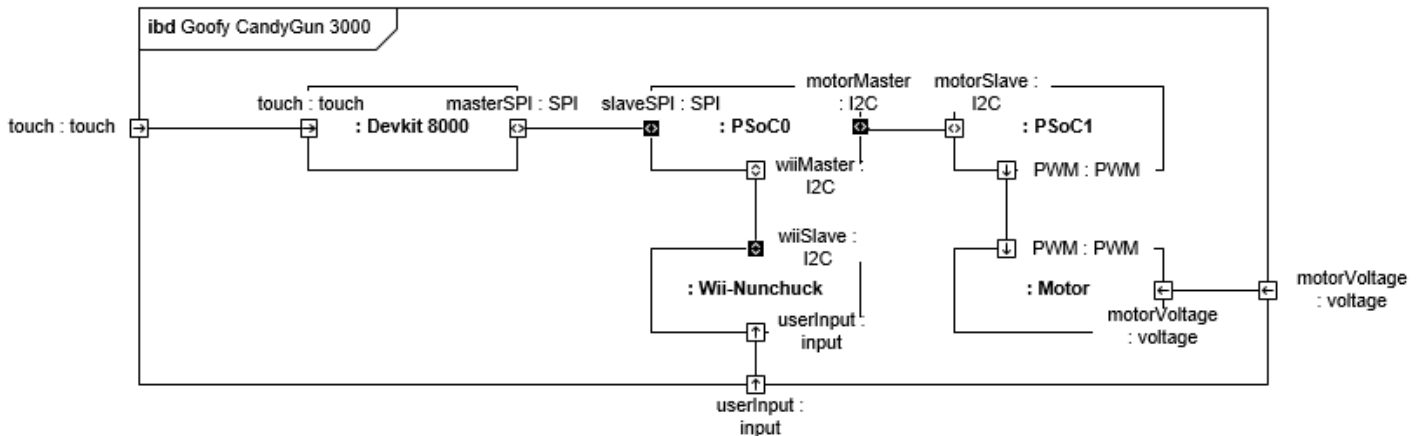 ibd Goofy CandyGun 3000
motorMaster : I2C
motorSlave : I2C
touch : touch
touch : touch
masterSPI : SPI
slaveSPI : SPI
: Devkit 8000
: PSoC0
: PSoC1
wiiMaster : I2C
PWM : PWM
wiiSlave : I2C
PWM : PWM
: Wii-Nunchuck
: Motor
motorVoltage : voltage
motorVoltage : voltage
userInput : input
userInput : input